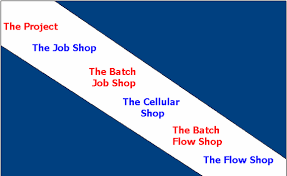 The Project
The Job Shop
The Batch
Job Shop
The Cellular
Shop
The Batch
Flow Shop
The Flow Shop